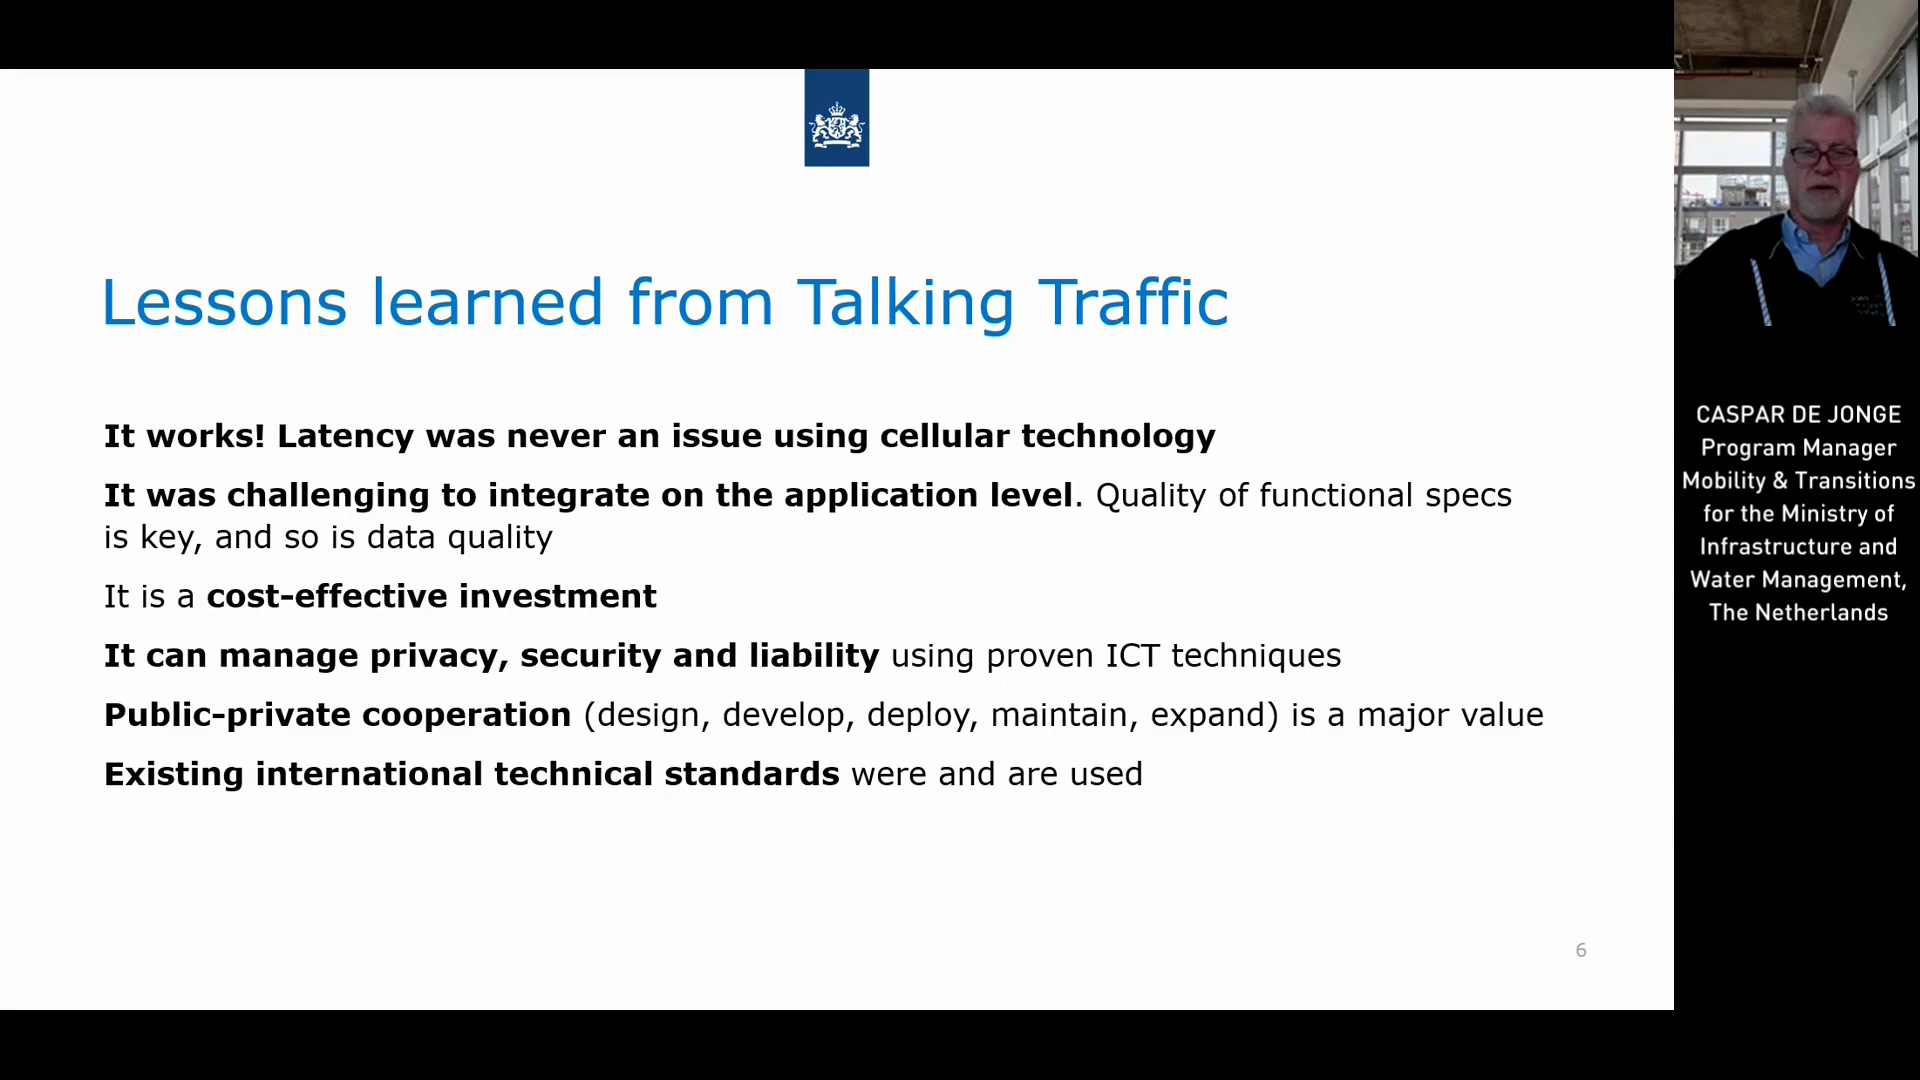 Lessons learned from Talking Traffic
It works! Latency was never an issue using cellular technology
It was challenging to integrate on the application level. Quality of functional specs
is key, and so is data quality
It is a cost-effective investment
It can manage privacy, security and liability using proven ICT techniques
Public-private cooperation (design, develop, deploy, maintain, expand) is a major value
Existing international technical standards were and are used
6
CASPAR DE JONGE
Program Manager
Mobility & Transitions
for the Ministry of
Infrastructure and
Water Management,
The Netherlands